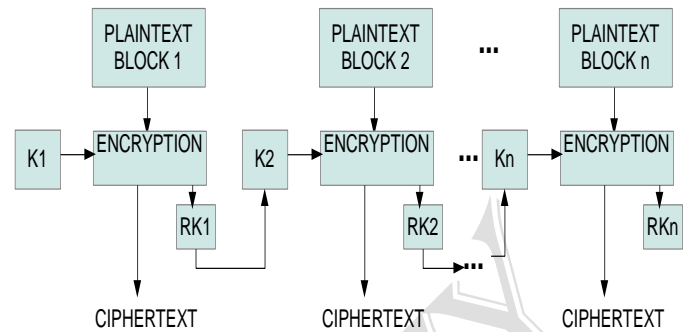 PLAINTEXT
BLOCK 1
PLAINTEXT
BLOCK 2
...
PLAINTEXT
BLOCK n
K1
ENCRYPTION
K2
ENCRYPTION
...
Kn
ENCRYPTION
RK1
RK2
...
RKn
CIPHERTEXT
CIPHERTEXT
CIPHERTEXT